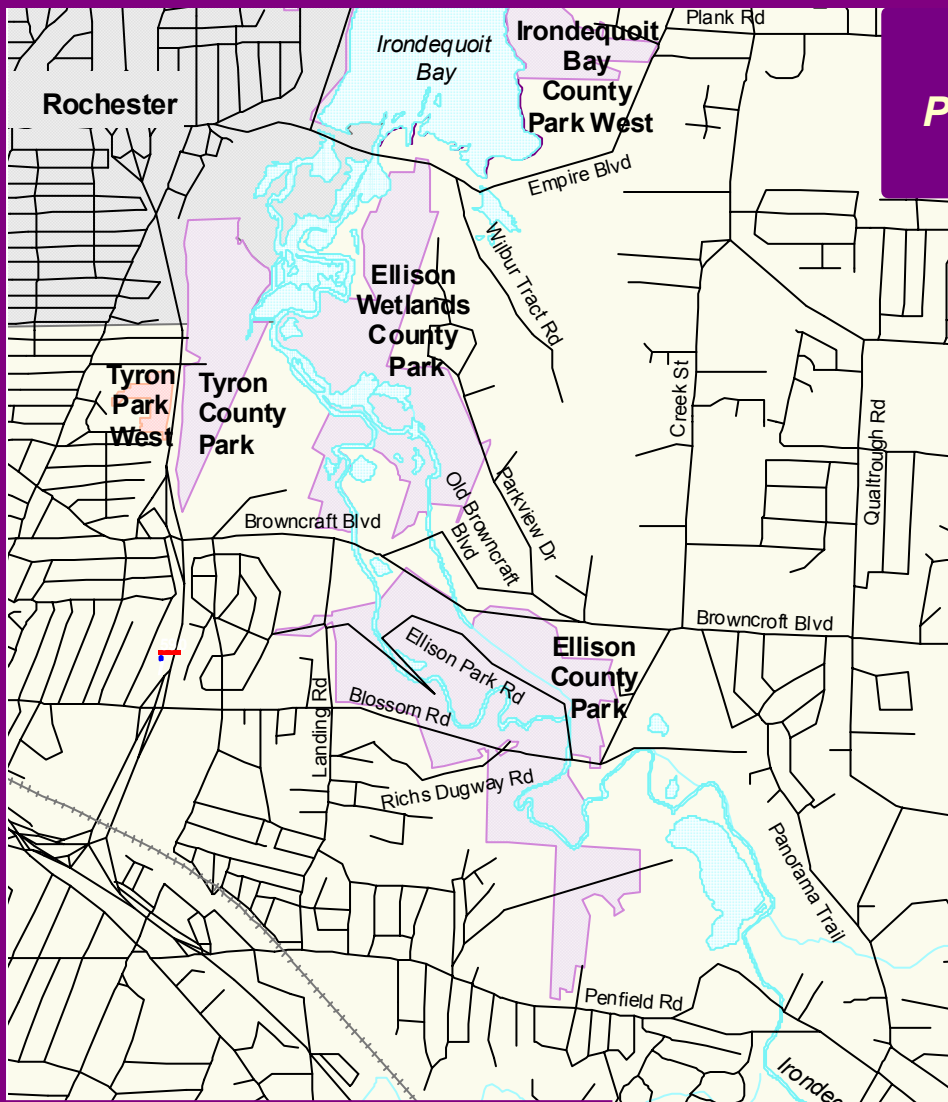 Plank Rd
Irondequoit
Bay
Irondequoit
Bay
County
Park West
P
Rochester
Empire Blvd
Wilbur Tract Rd
Ellison
Wetlands
County
Park
Creek St
Tyron
Park
West
Tyron
County
Park
Qualtrough Rd
Old Browncraft
Blvd
Parkview Dr
Browncraft Blvd
Browncroft Blvd
Ellison Park Rd
Ellison
County
Park
Landing Rd
Blossom Rd
Richs Dugway Rd
Panorama Trail
Penfield Rd
Irondeq